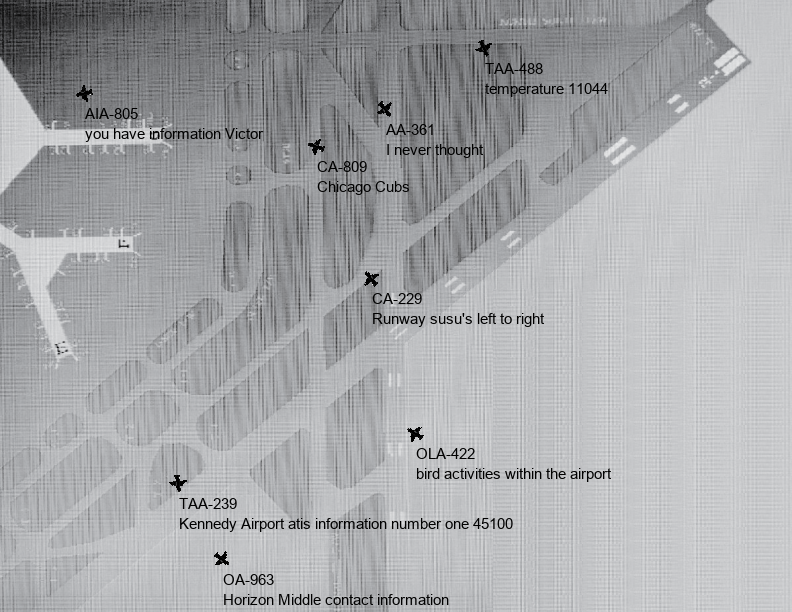 TAA-488
temperature 11044
AIA-805
you have information Victor
AA-361
I never thought
CA-809
Chicago Cubs
CA-229
Runway susu's left to right
OLA-422
bird activities within the airport
TAA-239
Kennedy Airport atis information number one 45100
OA-963
Horizon Middle contact information